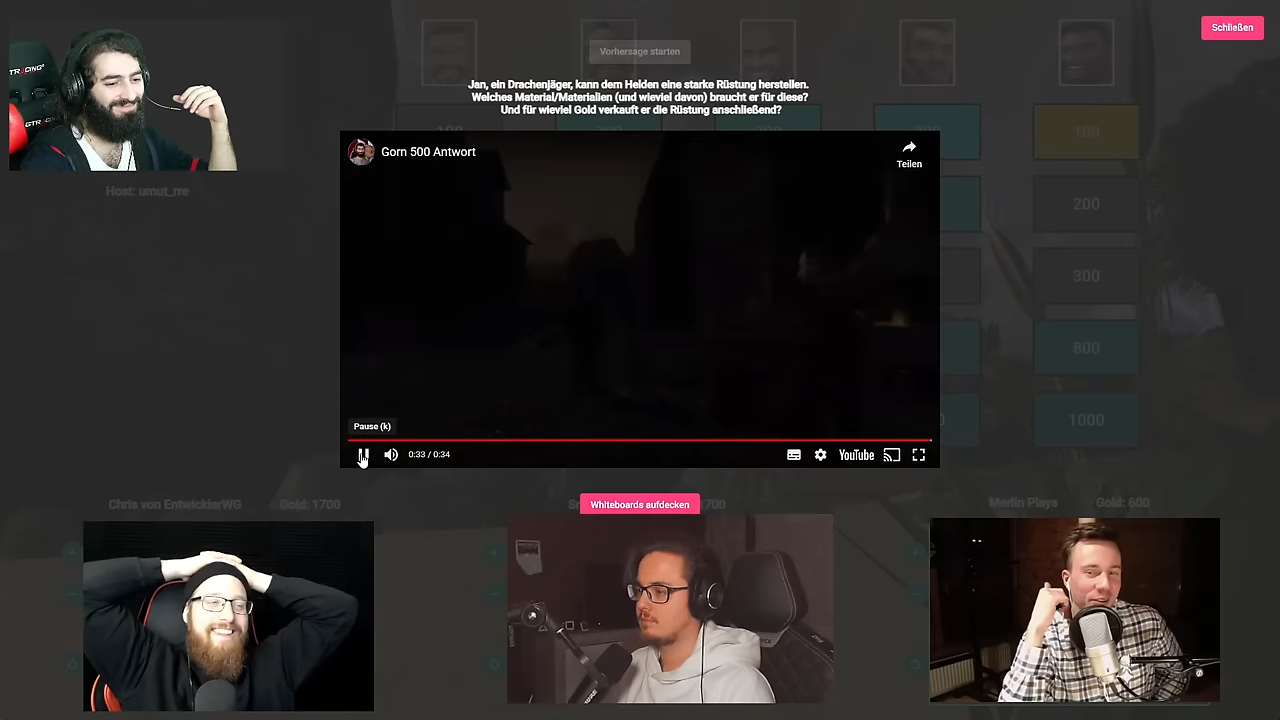 Schließen
Vorhersage starten
Jan, ein Drachenjäger, kann dem Helden eine starke Rüstung herstellen.
Welches Material/Materialien (und wieviel davon) braucht er für diese?
Und für wieviel Gold verkauft er die Rüstung anschließend?
Gorn 500 Antwort
Teilen
100
200
300
800
1000
Host: umut_rre
Pause (k)
0:33 / 0:34
YouTube
Chris von EntwicklerWG
Gold: 1700
Whiteboards aufdecken
1700
Merlin Plays
Gold: 600